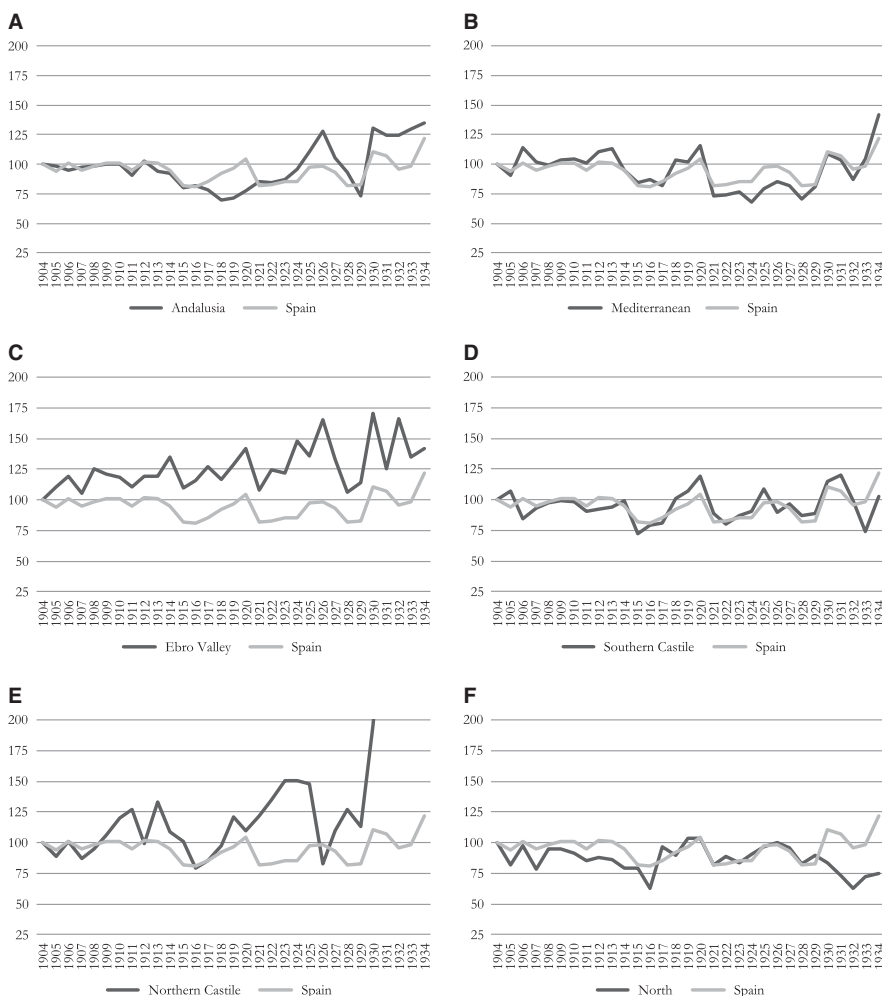 A
200
175
150
125
100
75
50
25
1904 1905 1906 1907 1908 1909 1910 1911 1912 1913 1914 1915 1916 1917 1918 1919 1920 1921 1922 1923 1924 1925 1926 1927 1928 1929 1930 1931 1932 1933 1934
Andalusia Spain
B
200
175
150
125
100
75
50
25
1904 1905 1906 1907 1908 1909 1910 1911 1912 1913 1914 1915 1916 1917 1918 1919 1920 1921 1922 1923 1924 1925 1926 1927 1928 1929 1930 1931 1932 1933 1934
Mediterranean Spain
C
200
175
150
125
100
75
50
25
1904 1905 1906 1907 1908 1909 1910 1911 1912 1913 1914 1915 1916 1917 1918 1919 1920 1921 1922 1923 1924 1925 1926 1927 1928 1929 1930 1931 1932 1933 1934
Ebro Valley Spain
D
200
175
150
125
100
75
50
25
1904 1905 1906 1907 1908 1909 1910 1911 1912 1913 1914 1915 1916 1917 1918 1919 1920 1921 1922 1923 1924 1925 1926 1927 1928 1929 1930 1931 1932 1933 1934
Southern Castile Spain
E
200
175
150
125
100
75
50
25
1904 1905 1906 1907 1908 1909 1910 1911 1912 1913 1914 1915 1916 1917 1918 1919 1920 1921 1922 1923 1924 1925 1926 1927 1928 1929 1930 1931 1932 1933 1934
Northern Castile Spain
F
200
175
150
125
100
75
50
25
1904 1905 1906 1907 1908 1909 1910 1911 1912 1913 1914 1915 1916 1917 1918 1919 1920 1921 1922 1923 1924 1925 1926 1927 1928 1929 1930 1931 1932 1933 1934
North Spain